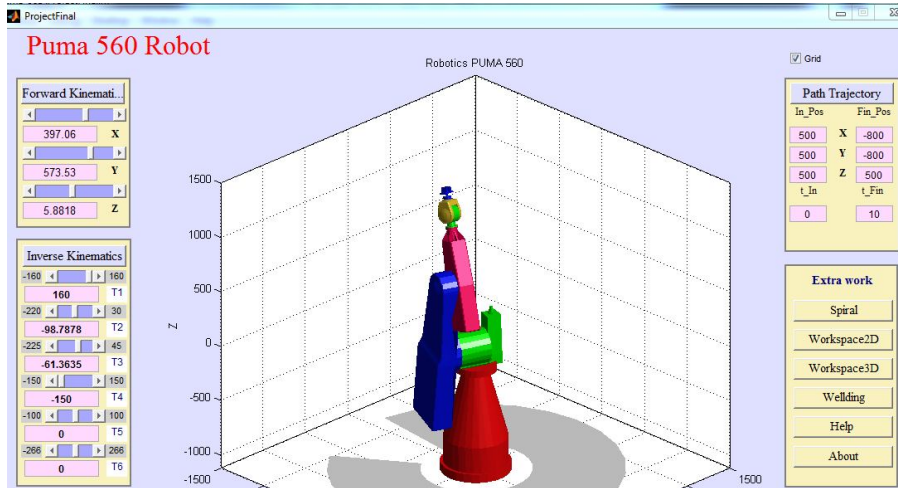 ProjectFinal
Puma 560 Robot
Robotics PUMA 560
Grid
Forward Kinemati...
397.06 X
573.53 Y
5.8818 Z
Inverse Kinematics
-160 160
160 T1
-220 30
-98.7878 T2
-225 45
-61.3635 T3
-150 150
-150 T4
-100 100
0 T5
-266 266
0 T6
1500
1000
500
0
-500
-1000
-1500
Z
1500
Path Trajectory
In_Pos Fin_Pos
500 X -800
500 Y -800
500 Z 500
t_In t_Fin
0 10
Extra work
Spiral
Workspace2D
Workspace3D
Wellding
Help
About